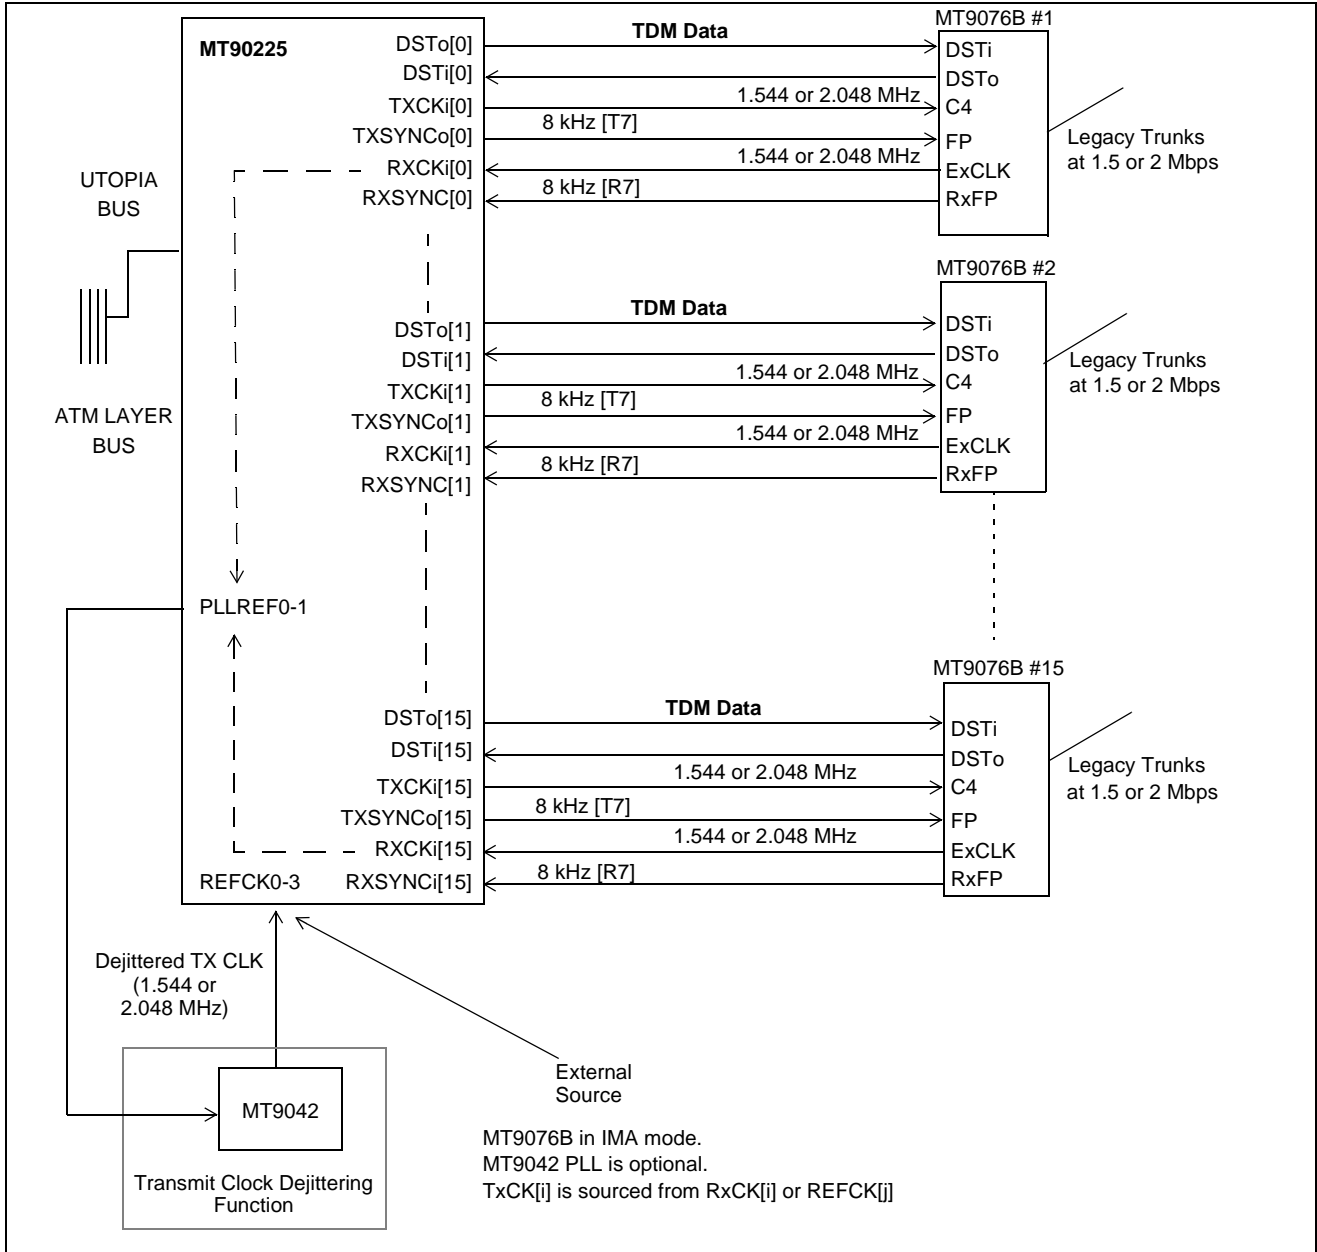 MT9076B #1
MT90225
DSTo[0]
TDM Data
DSTi
DSTi[0]
DSTo
TXCKi[0]
1.544 or 2.048 MHz
C4
TXSYNCo[0]
8 kHz [T7]
FP
RXCKi[0]
1.544 or 2.048 MHz
ExCLK
RXSYNC[0]
8 kHz [R7]
RxFP
Legacy Trunks
at 1.5 or 2 Mbps
UTOPIA
BUS
MT9076B #2
DSTo[1]
TDM Data
DSTi
DSTi[1]
DSTo
TXCKi[1]
1.544 or 2.048 MHz
C4
TXSYNCo[1]
8 kHz [T7]
FP
RXCKi[1]
1.544 or 2.048 MHz
ExCLK
RXSYNC[1]
8 kHz [R7]
RxFP
Legacy Trunks
at 1.5 or 2 Mbps
ATM LAYER
BUS
PLLREF0-1
MT9076B #15
DSTo[15]
TDM Data
DSTi
DSTi[15]
DSTo
TXCKi[15]
1.544 or 2.048 MHz
C4
TXSYNCo[15]
8 kHz [T7]
FP
RXCKi[15]
1.544 or 2.048 MHz
ExCLK
REFCK0-3
RXSYNCi[15]
8 kHz [R7]
RxFP
Legacy Trunks
at 1.5 or 2 Mbps
Dejittered TX CLK
(1.544 or
2.048 MHz)
External
Source
MT9042
Transmit Clock Dejittering
Function
MT9076B in IMA mode.
MT9042 PLL is optional.
TxCK[i] is sourced from RxCK[i] or REFCK[j]